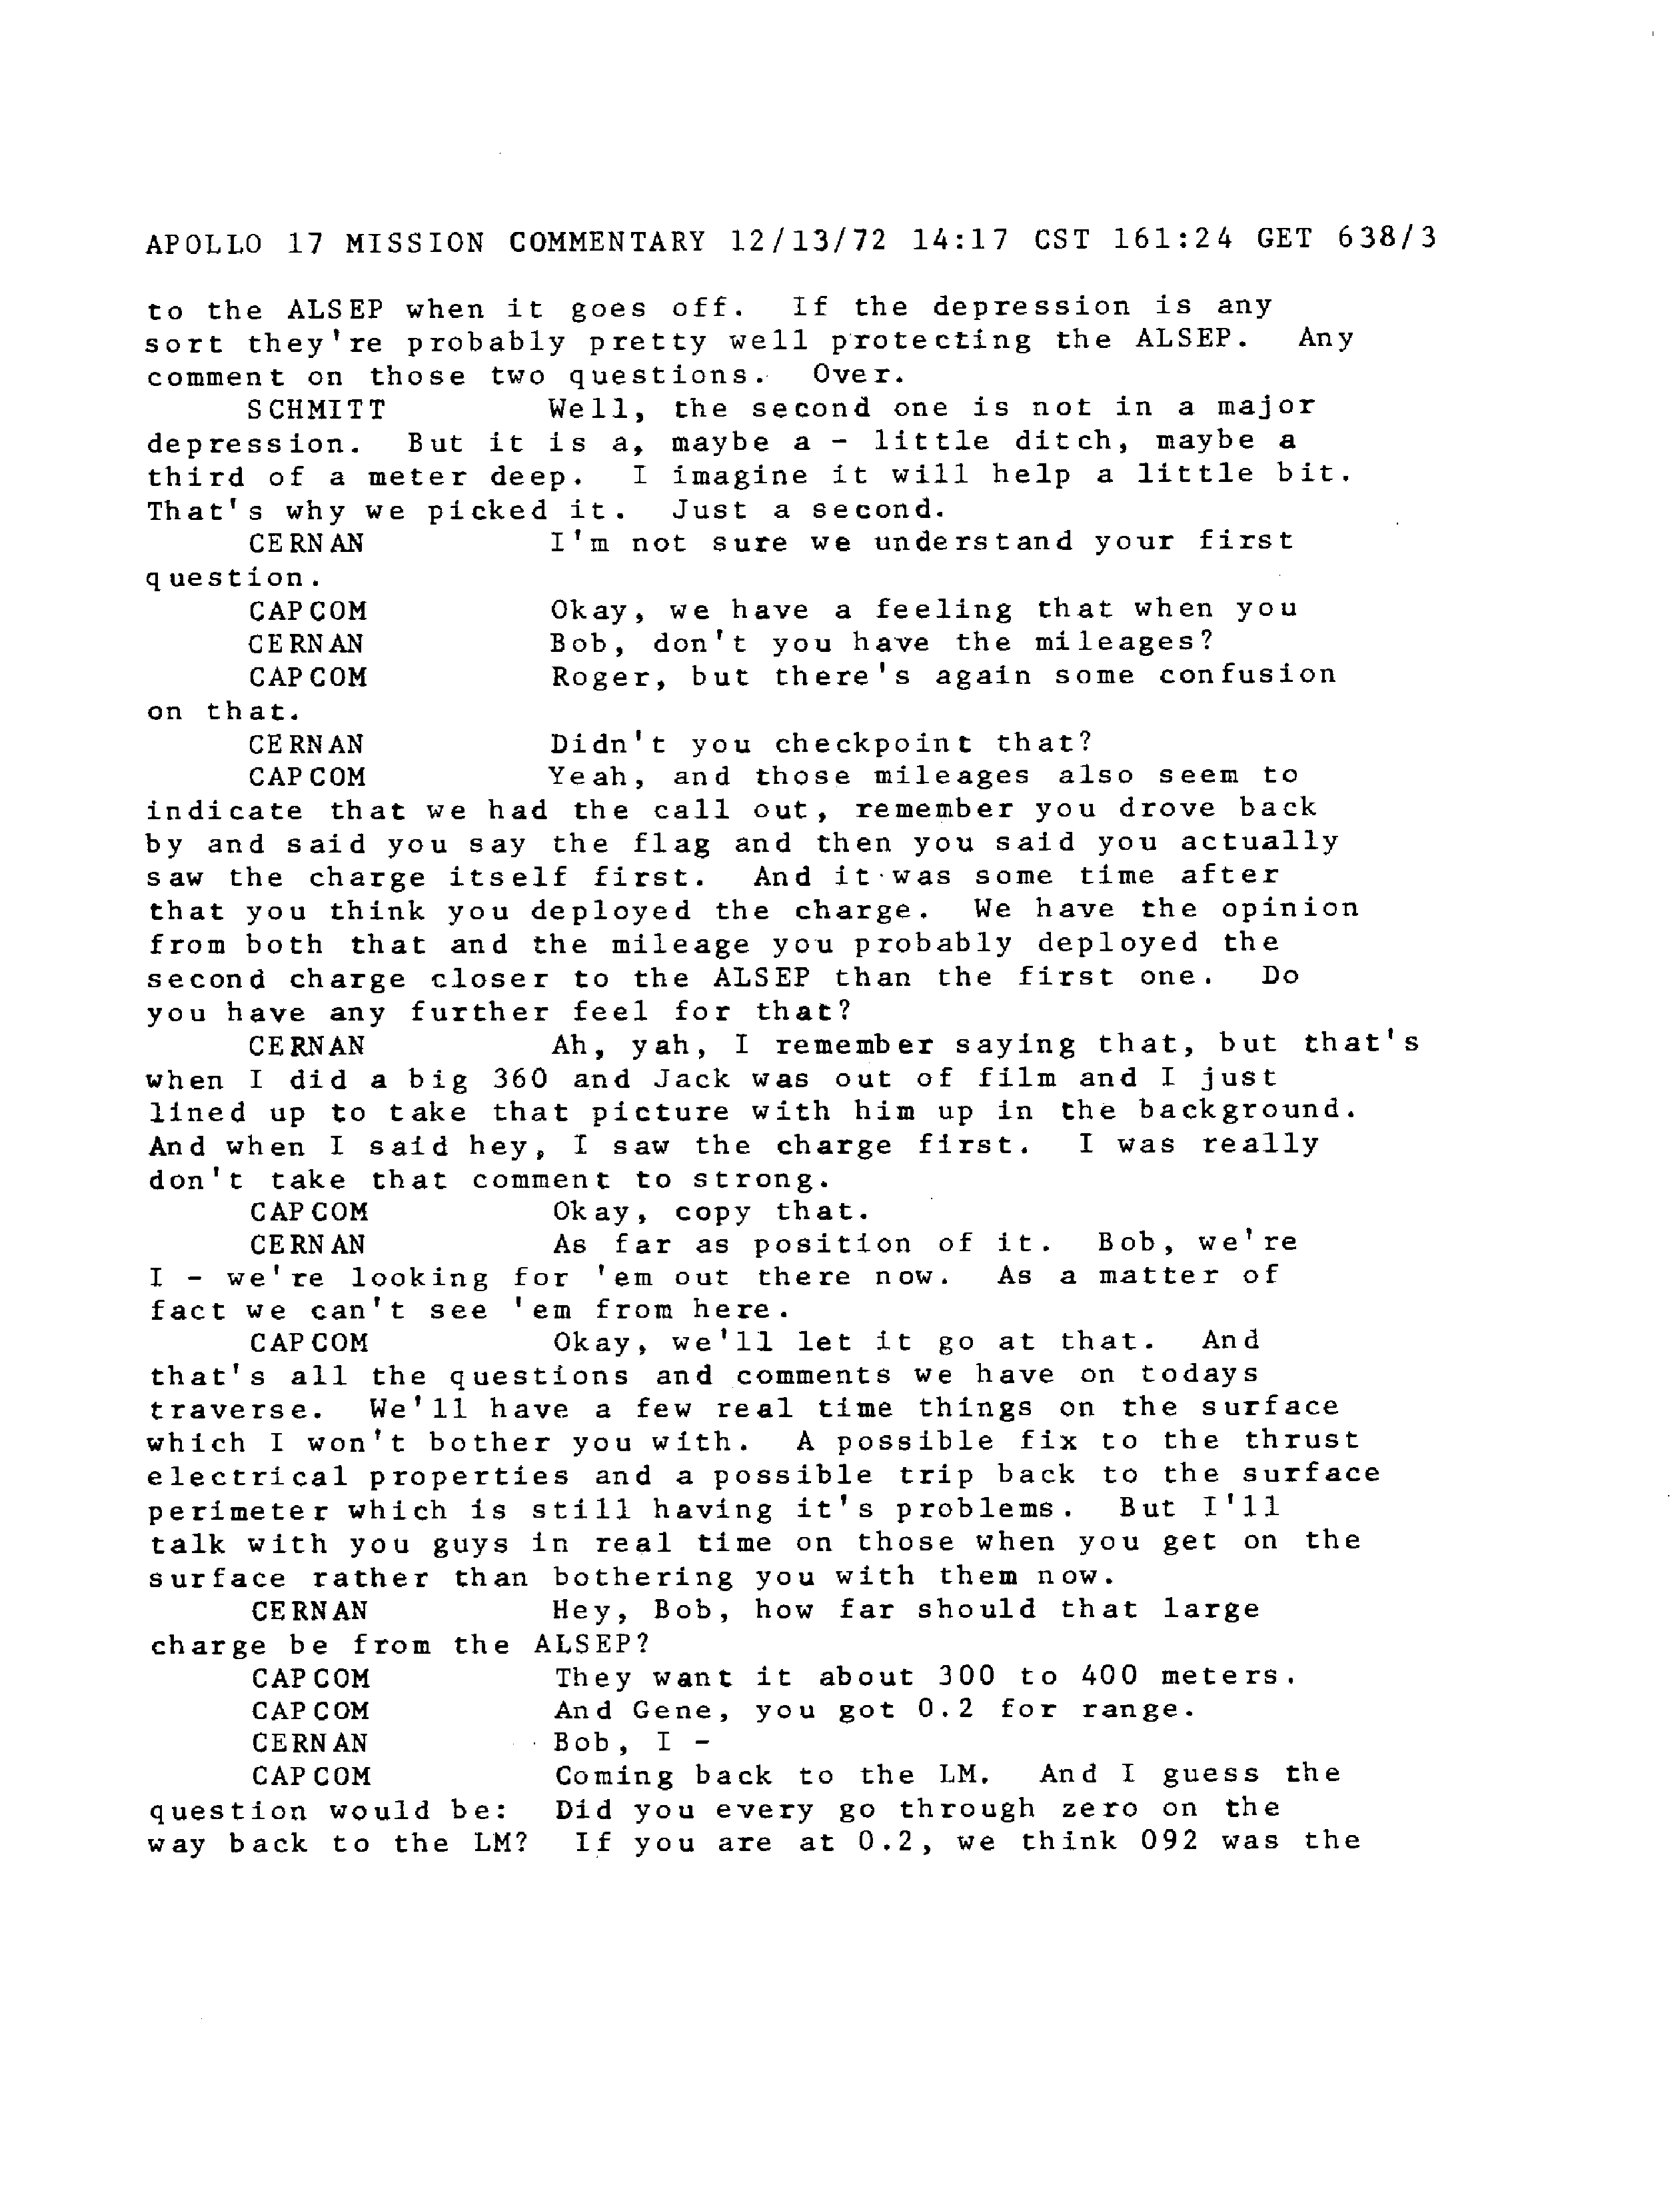 APOLLO 17 MISSION COMMENTARY 12/13/72 14:17 CST 161:24 GET 638/3
to the ALSEP when it goes off. If the depression is any
sort they're probably pretty well protecting the ALSEP. Any
comment on those two questions. Over.
SCHMITT Well, the second one is not in a major
depression. But it is a, maybe a - little ditch, maybe a
third of a meter deep. I imagine it will help a little bit.
That's why we picked it. Just a second.
CERNAN I'm not sure we understand your first
question.
CAPCOM Okay, we have a feeling that when you
CERNAN Bob, don't you have the mileages?
CAPCOM Roger, but there's again some confusion
on that.
CERNAN Didn't you checkpoint that?
CAPCOM Yeah, and those mileages also seem to
indicate that we had the call out, remember you drove back
by and said you say the flag and then you said you actually
saw the charge itself first. And it was some time after
that you think you deployed the charge. We have the opinion
from both that and the mileage you probably deployed the
second charge closer to the ALSEP than the first one. Do
you have any further feel for that?
CERNAN Ah, yah, I remember saying that, but that's
when I did a big 360 and Jack was out of film and I just
lined up to take that picture with him up in the background.
And when I said hey, I saw the charge first. I was really
don't take that comment to strong.
CAPCOM Okay, copy that.
CERNAN As far as position of it. Bob, we're
I - we're looking for 'em out there now. As a matter of
fact we can't see 'em from here.
CAPCOM Okay, we'll let it go at that. And
that's all the questions and comments we have on todays
traverse. We'll have a few real time things on the surface
which I won't bother you with. A possible fix to the thrust
electrical properties and a possible trip back to the surface
perimeter which is still having it's problems. But I'll
talk with you guys in real time on those when you get on the
surface rather than bothering you with them now.
CERNAN Hey, Bob, how far should that large
charge be from the ALSEP?
CAPCOM They want it about 300 to 400 meters.
CAPCOM And Gene, you got 0.2 for range.
CERNAN Bob, I -
CAPCOM Coming back to the LM. And I guess the
question would be: Did you every go through zero on the
way back to the LM? If you are at 0.2, we think 092 was the